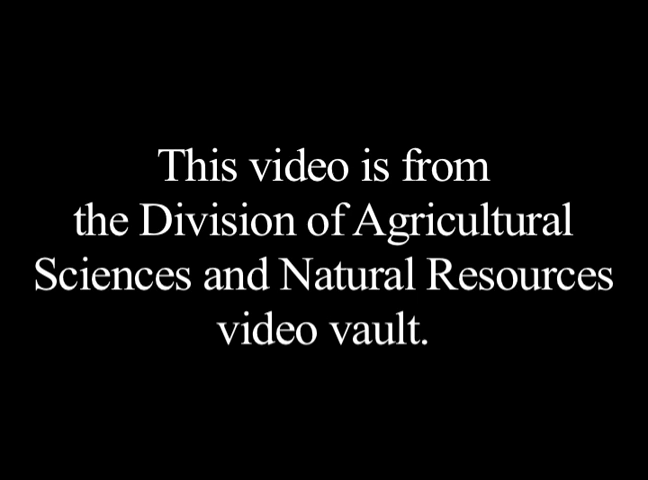 This video is from
the Division of Agricultural
Sciences and Natural Resources
video vault.